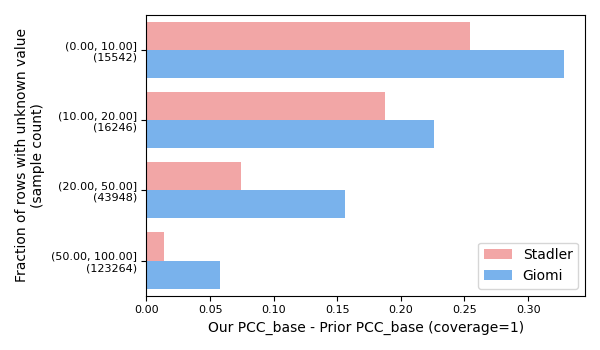 Fraction of rows with unknown value
(sample count)
(0.00, 10.00]
(15542)
(10.00, 20.00]
(16246)
(20.00, 50.00]
(43948)
(50.00, 100.00]
(123264)
Stadler
Giomi
0.00 0.05 0.10 0.15 0.20 0.25 0.30
Our PCC_base - Prior PCC_base (coverage=1)